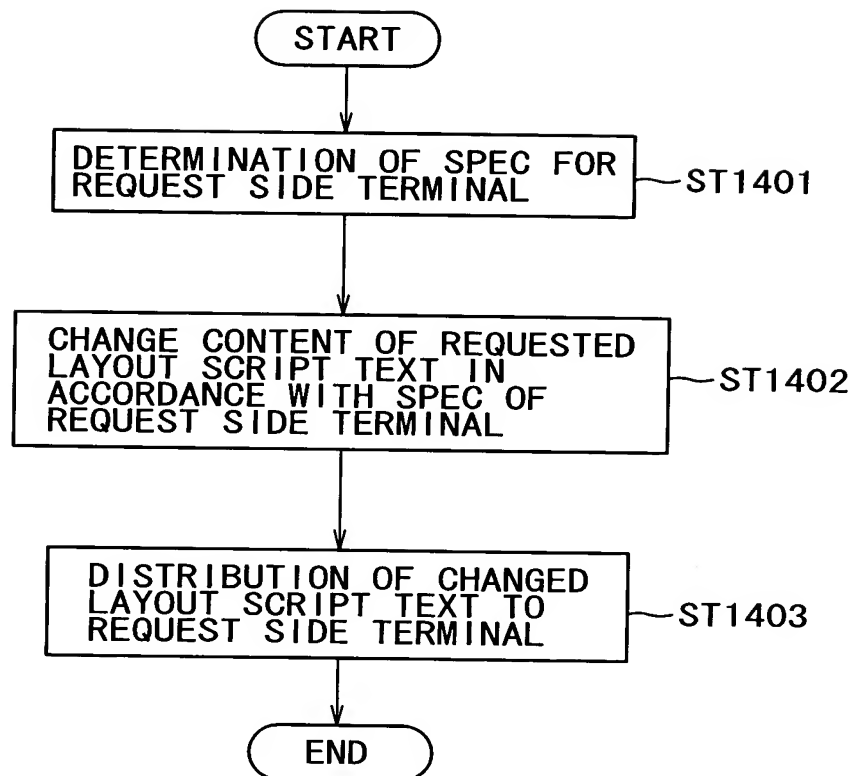 START
DETERMINATION OF SPEC FOR
REQUEST SIDE TERMINAL
ST1401
CHANGE CONTENT OF REQUESTED
LAYOUT SCRIPT TEXT IN
ACCORDANCE WITH SPEC OF
REQUEST SIDE TERMINAL
ST1402
DISTRIBUTION OF CHANGED
LAYOUT SCRIPT TEXT TO
REQUEST SIDE TERMINAL
ST1403
END